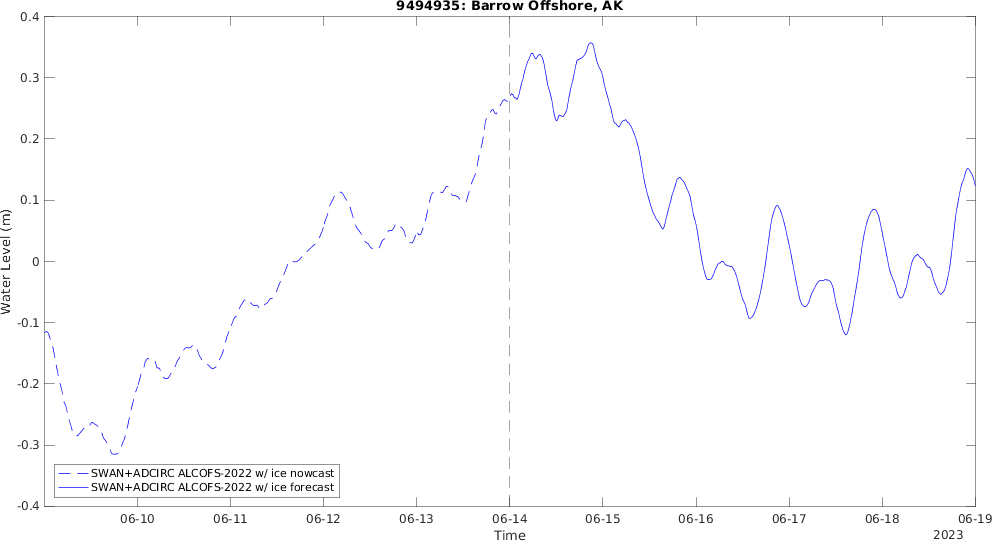 9494935: Barrow Offshore, AK
0.4
0.3
0.2
0.1
0
-0.1
-0.2
-0.3
-0.4
Water Level (m)
SWAN+ADCIRC ALCOFS-2022 w/ ice nowcast
SWAN+ADCIRC ALCOFS-2022 w/ ice forecast
06-10 06-11 06-12 06-13 06-14 06-15 06-16 06-17 06-18 06-19
Time
2023